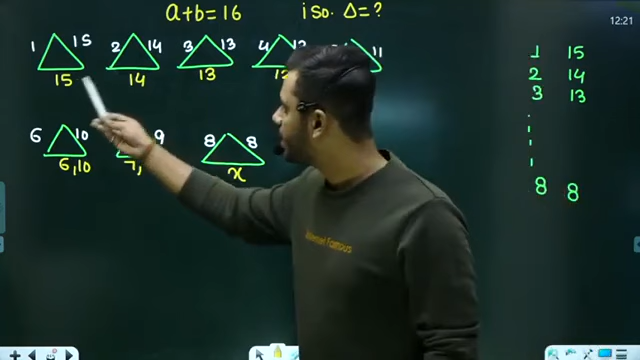 a+b=16 iso. Δ=?
12:21
1 15 2 14 3 13 4 11
15 14 13
6 10 9 8 8
6,10 7, x
1 15
2 14
3 13
8 8